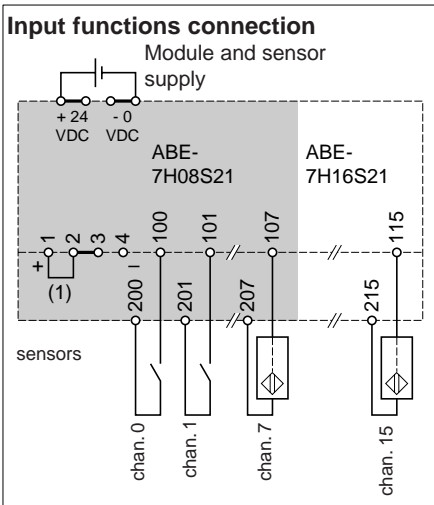 Input functions connection
Module and sensor
supply
+ 24
VDC
- 0
VDC
ABE-
7H08S21
ABE-
7H16S21
1
2
3
4
100
101
107
115
+
(1)
200
–
201
207
215
sensors
chan. 0
chan. 1
chan. 7
chan. 15